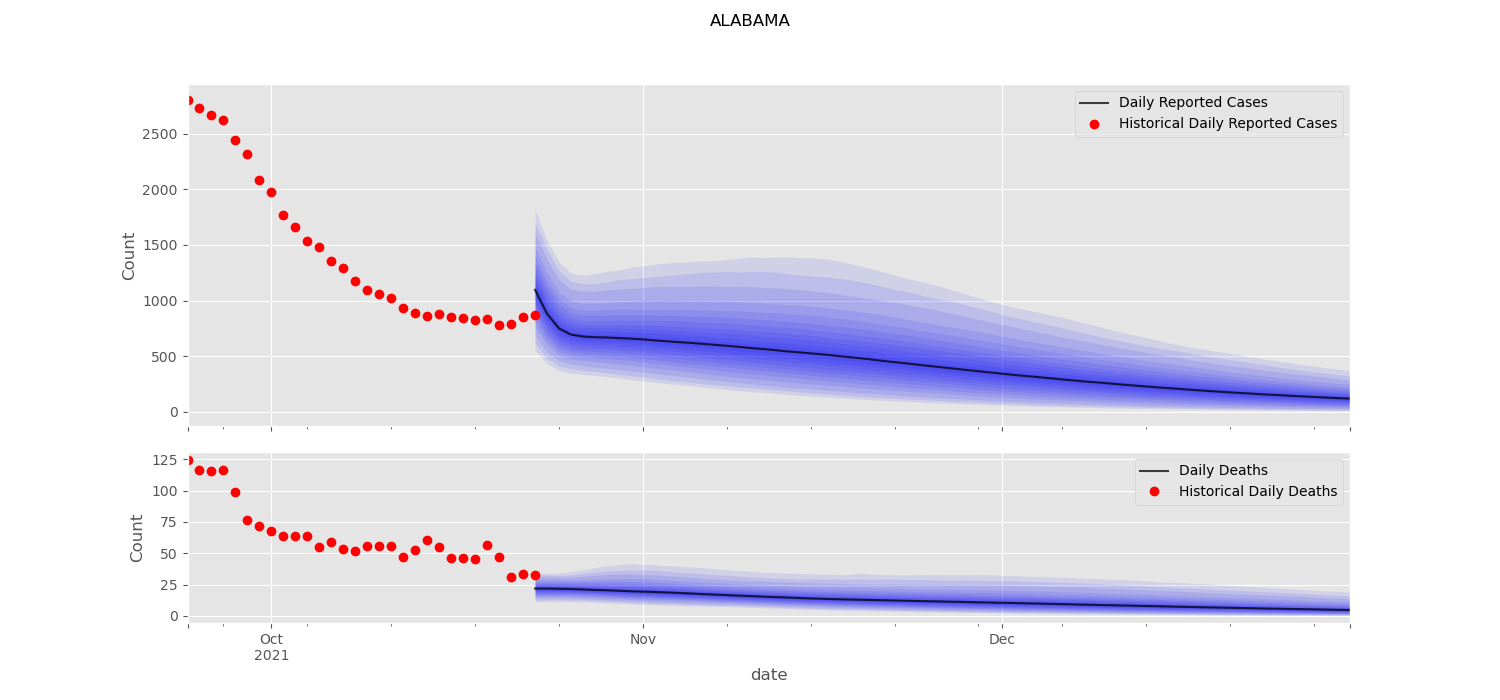 ALABAMA
Daily Reported Cases
Historical Daily Reported Cases
2500
2000
1500
1000
500
0
Count
Daily Deaths
Historical Daily Deaths
125
100
75
50
25
0
Count
Oct
2021
Nov
Dec
date